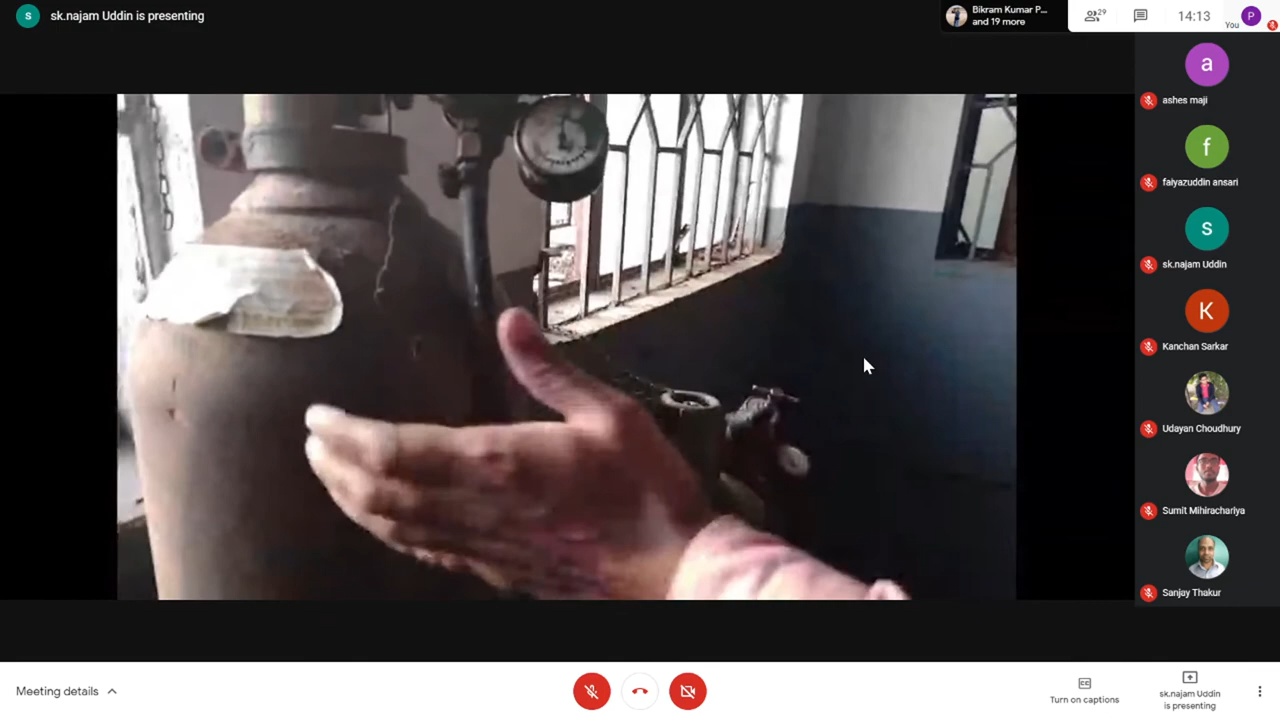 s
sk.najam Uddin is presenting
Bikram Kumar P...
and 19 more
29
14:13
You
P
a
ashes maji
f
faiyazuddin ansari
s
sk.najam Uddin
K
Kanchan Sarkar
Udayan Choudhury
Sumit Mihirachariya
Sanjay Thakur
Meeting details
CC
Turn on captions
sk.najam Uddin
is presenting